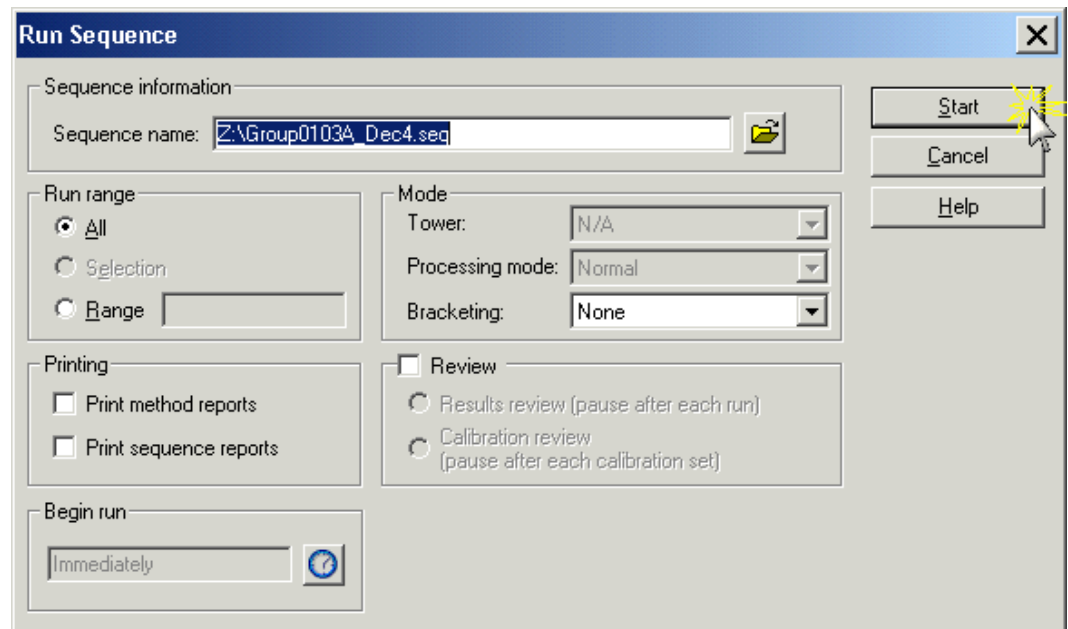 Run Sequence
Sequence information
Sequence name: Z:\Group0103A_Dec4.seq
Start
Cancel
Help
Run range
All
Selection
Range
Mode
Tower: N/A
Processing mode: Normal
Bracketing: None
Printing
Print method reports
Print sequence reports
Review
Results review (pause after each run)
Calibration review
(pause after each calibration set)
Begin run
Immediately